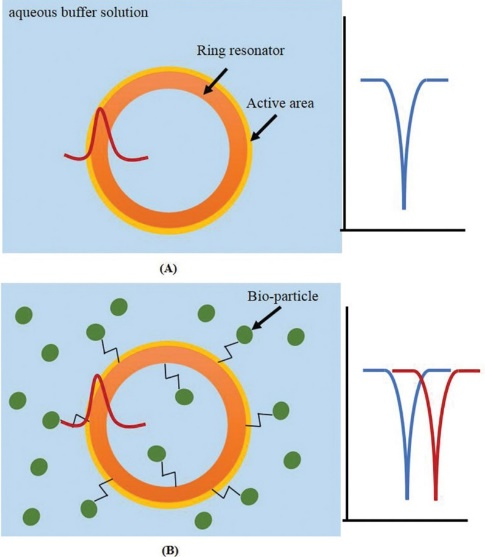 aqueous buffer solution
Ring resonator
Active area
(A)
Bio-particle
(B)